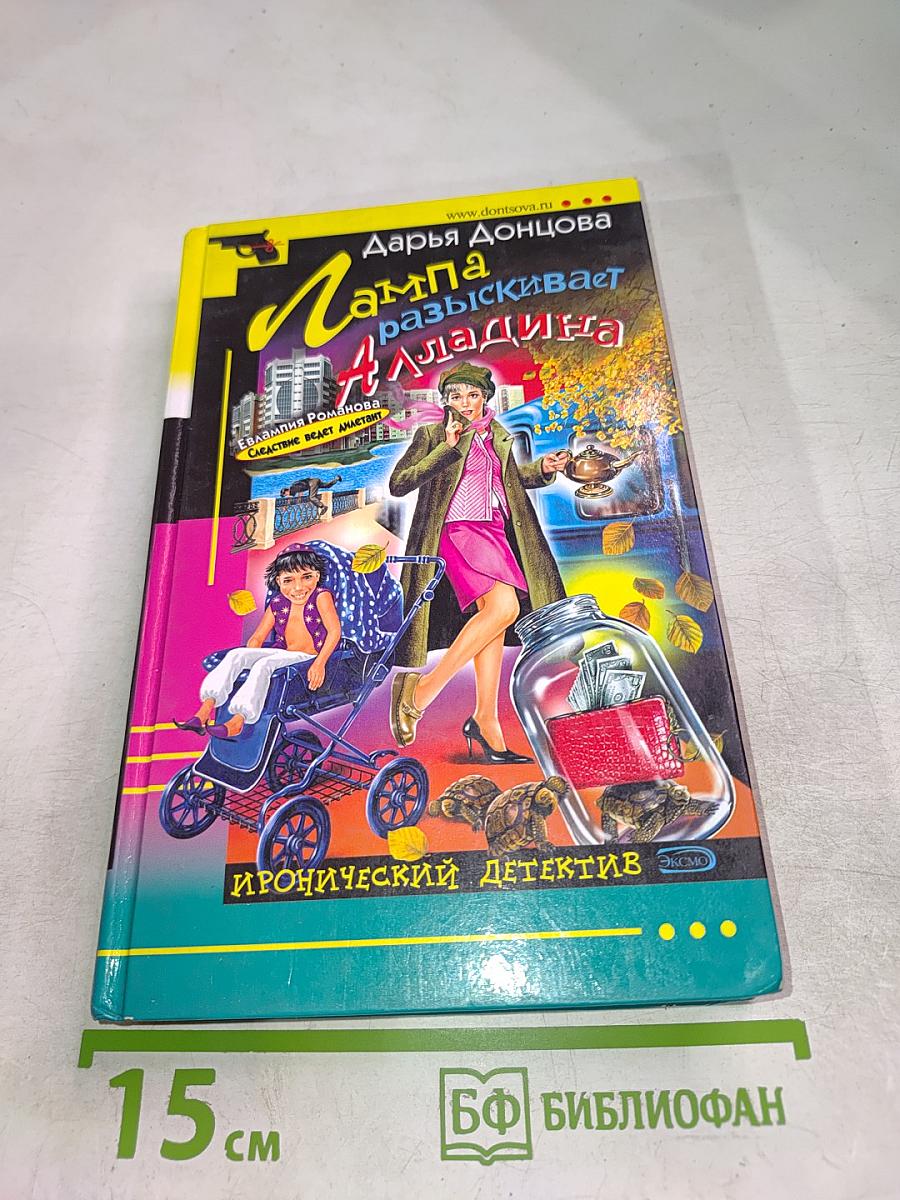 www.dontsova.ru
Дарья Донцова
Лампа
разыскивает
Алладина
Евлампия Романова
Следствие ведет дилетант
Иронический детектив
ЭКСМО
15 см
БФ БИБЛИОФАН